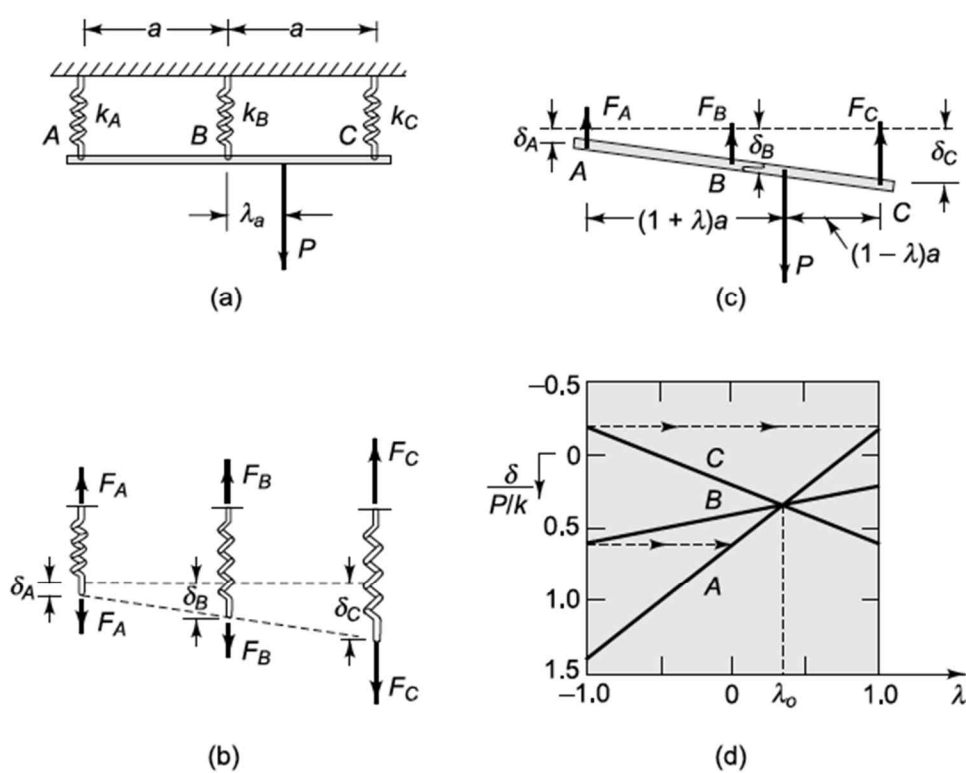 a a
k_A k_B k_C
A B C
λ_a
P
(a)
F_A F_B F_C
δ_A δ_B δ_C
A B C
(1 + λ)a
(1 − λ)a
P
(c)
F_A F_B F_C
δ_A δ_B δ_C
F_A F_B F_C
(b)
−0.5
0
0.5
1.0
1.5
δ
P/k
C
B
A
−1.0 0 λ_o 1.0 λ
(d)